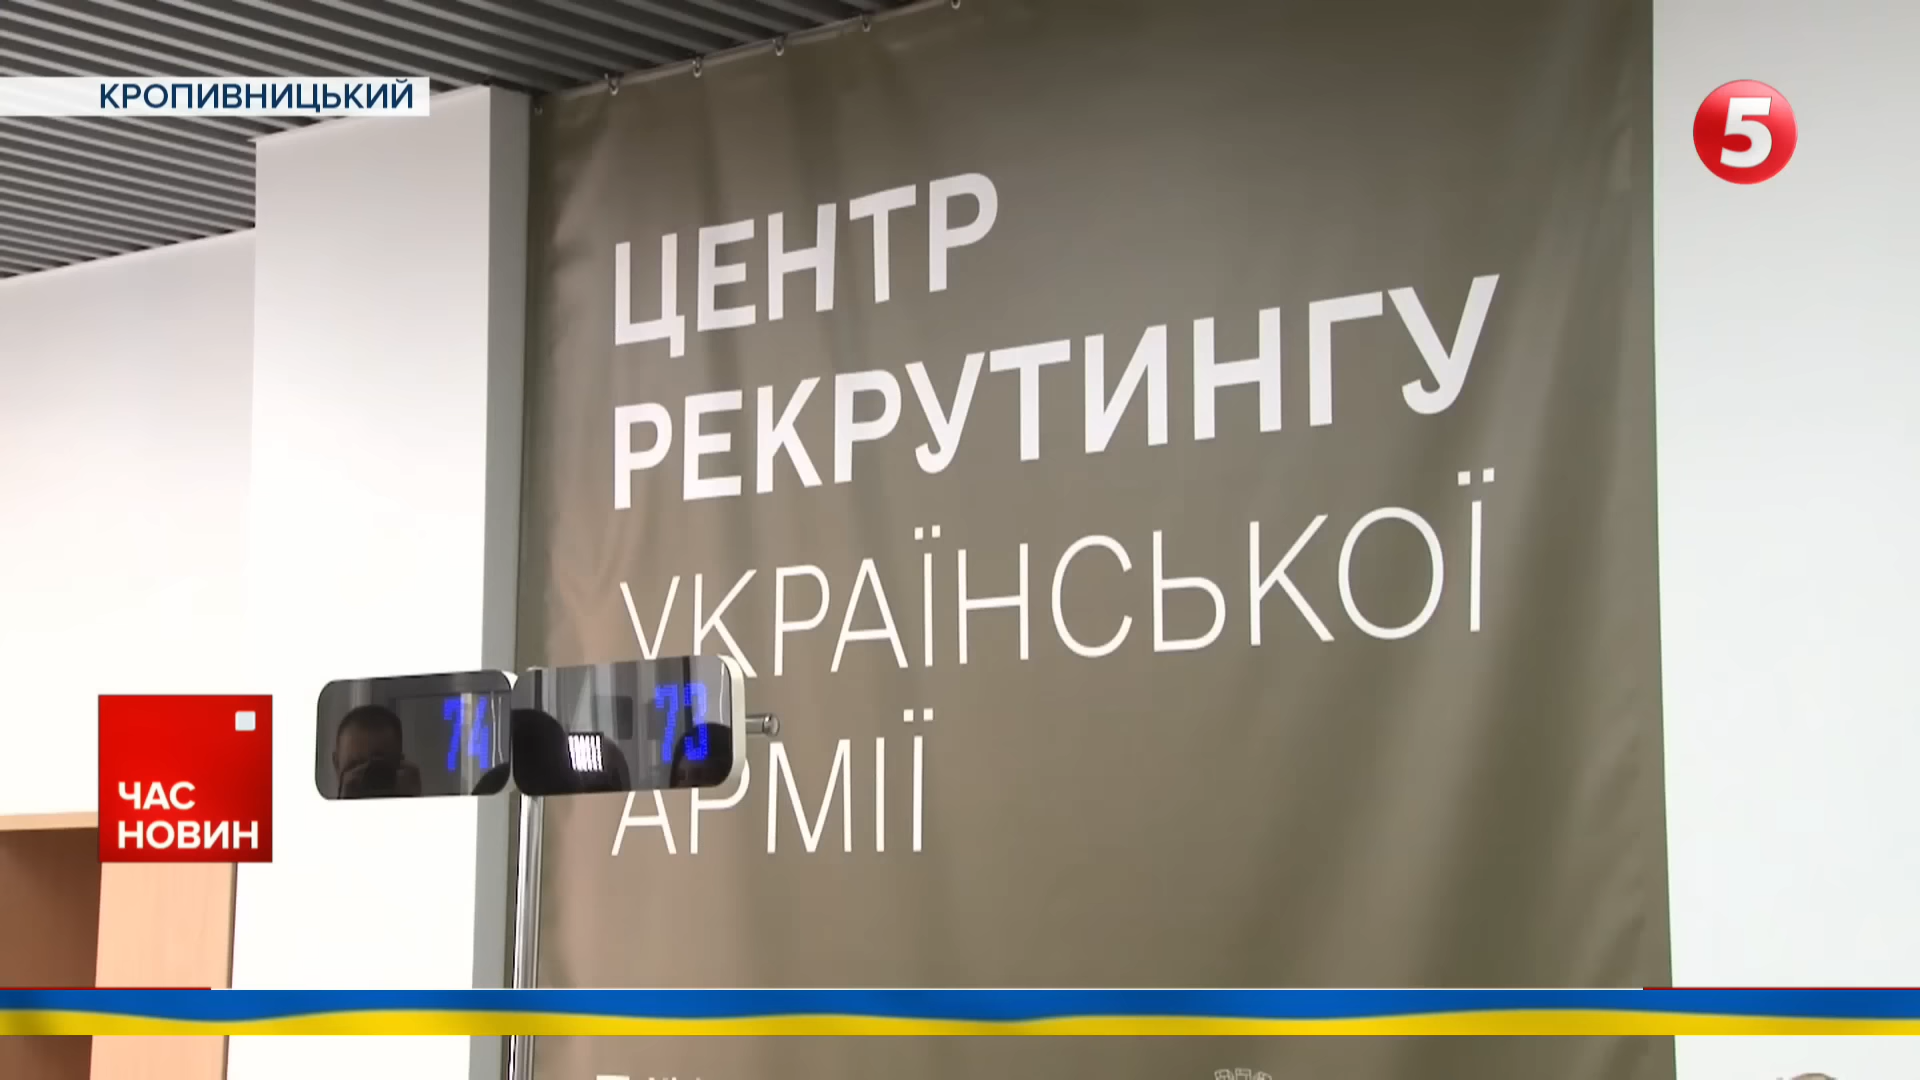 КРОПИВНИЦЬКИЙ
5
ЦЕНТР
РЕКРУТИНГУ
УКРАЇНСЬКОЇ
АРМІЇ
74
73
ЧАС
НОВИН